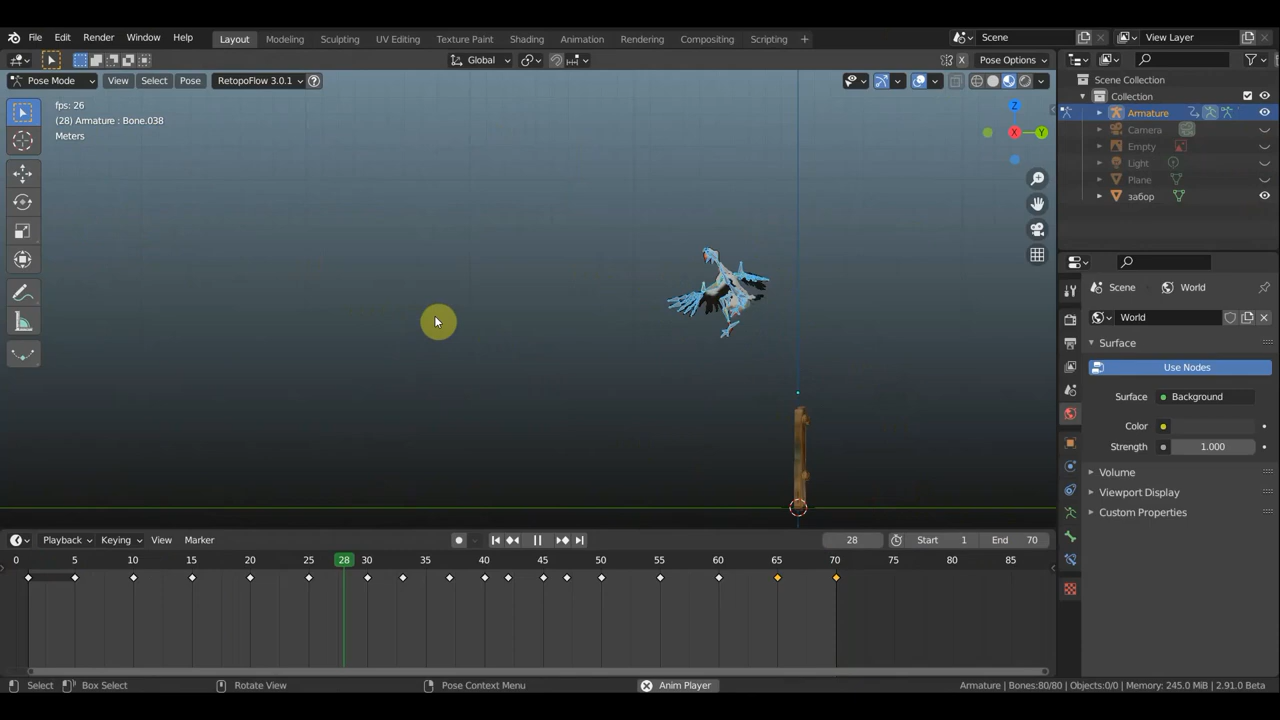 File Edit Render Window Help Layout Modeling Sculpting UV Editing Texture Paint Shading Animation Rendering Compositing Scripting Scene View Layer
Global Pose Options
Pose Mode View Select Pose RetopoFlow 3.0.1
fps: 26
(28) Armature : Bone.038
Meters
Z
X
Y
Scene Collection
Collection
Armature
Camera
Empty
Light
Plane
забор
Scene World
World
Surface
Use Nodes
Surface Background
Color
Strength 1.000
Volume
Viewport Display
Custom Properties
Playback Keying View Marker 28 Start 1 End 70
0 5 10 15 20 25 28 30 35 40 45 50 55 60 65 70 75 80 85
Select Box Select Rotate View Pose Context Menu Anim Player Armature | Bones:80/80 | Objects:0/0 | Memory: 245.0 MiB | 2.91.0 Beta